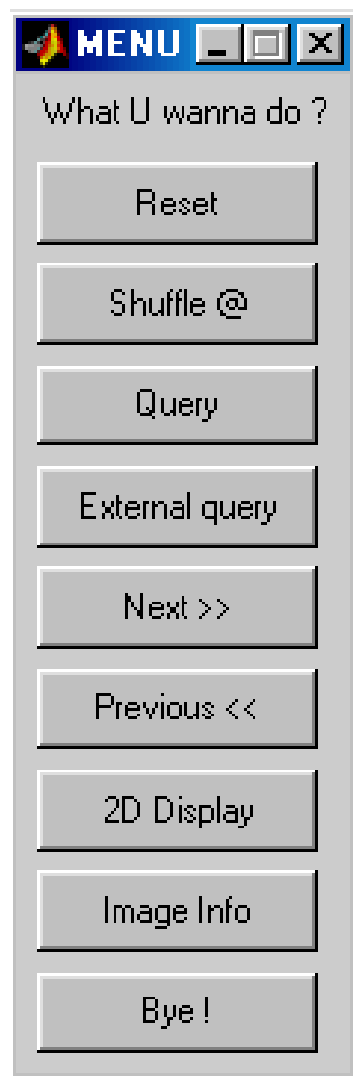 MENU
What U wanna do ?
Reset
Shuffle @
Query
External query
Next >>
Previous <<
2D Display
Image Info
Bye !